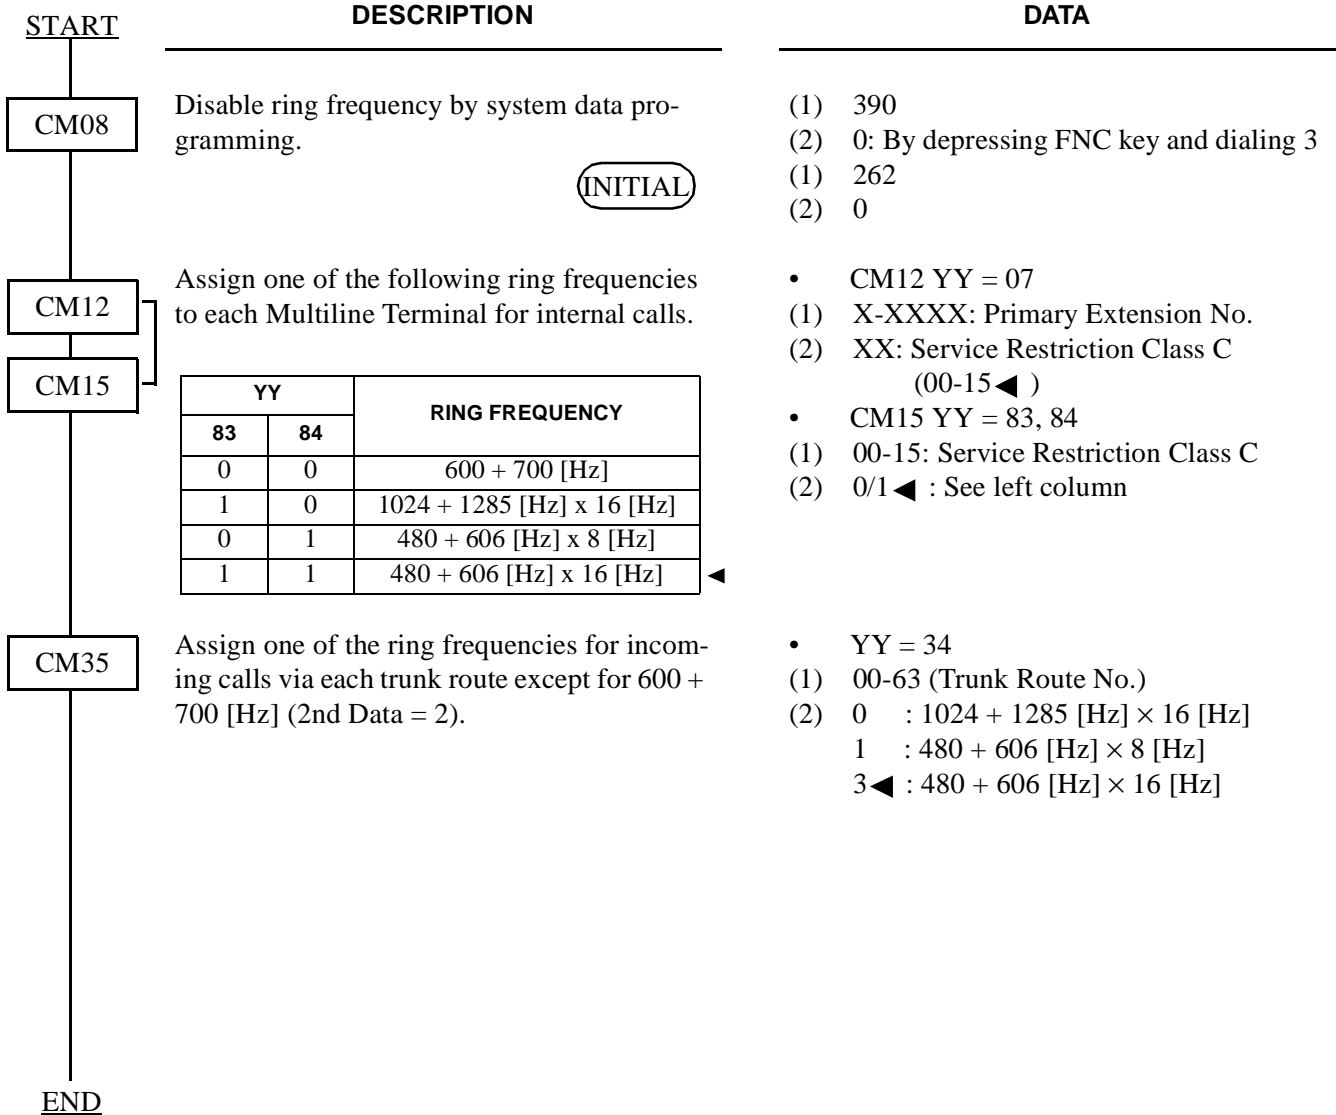 START
DESCRIPTION
DATA
CM08
Disable ring frequency by system data pro-
gramming.
INITIAL
(1) 390
(2) 0: By depressing FNC key and dialing 3
(1) 262
(2) 0
CM12
CM15
Assign one of the following ring frequencies
to each Multiline Terminal for internal calls.
YY
RING FREQUENCY
83 84
0 0 600 + 700 [Hz]
1 0 1024 + 1285 [Hz] x 16 [Hz]
0 1 480 + 606 [Hz] x 8 [Hz]
1 1 480 + 606 [Hz] x 16 [Hz] ◄
• CM12 YY = 07
(1) X-XXXX: Primary Extension No.
(2) XX: Service Restriction Class C
(00-15◄ )
• CM15 YY = 83, 84
(1) 00-15: Service Restriction Class C
(2) 0/1◄ : See left column
CM35
Assign one of the ring frequencies for incom-
ing calls via each trunk route except for 600 +
700 [Hz] (2nd Data = 2).
• YY = 34
(1) 00-63 (Trunk Route No.)
(2) 0 : 1024 + 1285 [Hz] × 16 [Hz]
1 : 480 + 606 [Hz] × 8 [Hz]
3◄ : 480 + 606 [Hz] × 16 [Hz]
END